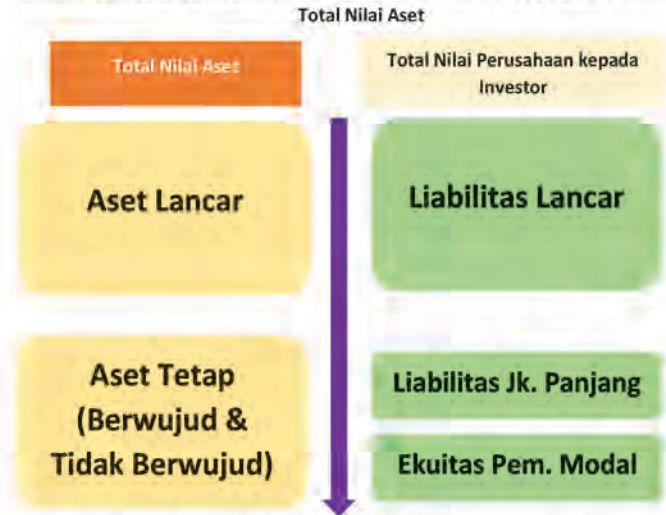 Total Nilai Aset
Total Nilai Aset
Total Nilai Perusahaan kepada
Investor
Aset Lancar
Liabilitas Lancar
Aset Tetap
(Berwujud &
Tidak Berwujud)
Liabilitas Jk. Panjang
Ekuitas Pem. Modal